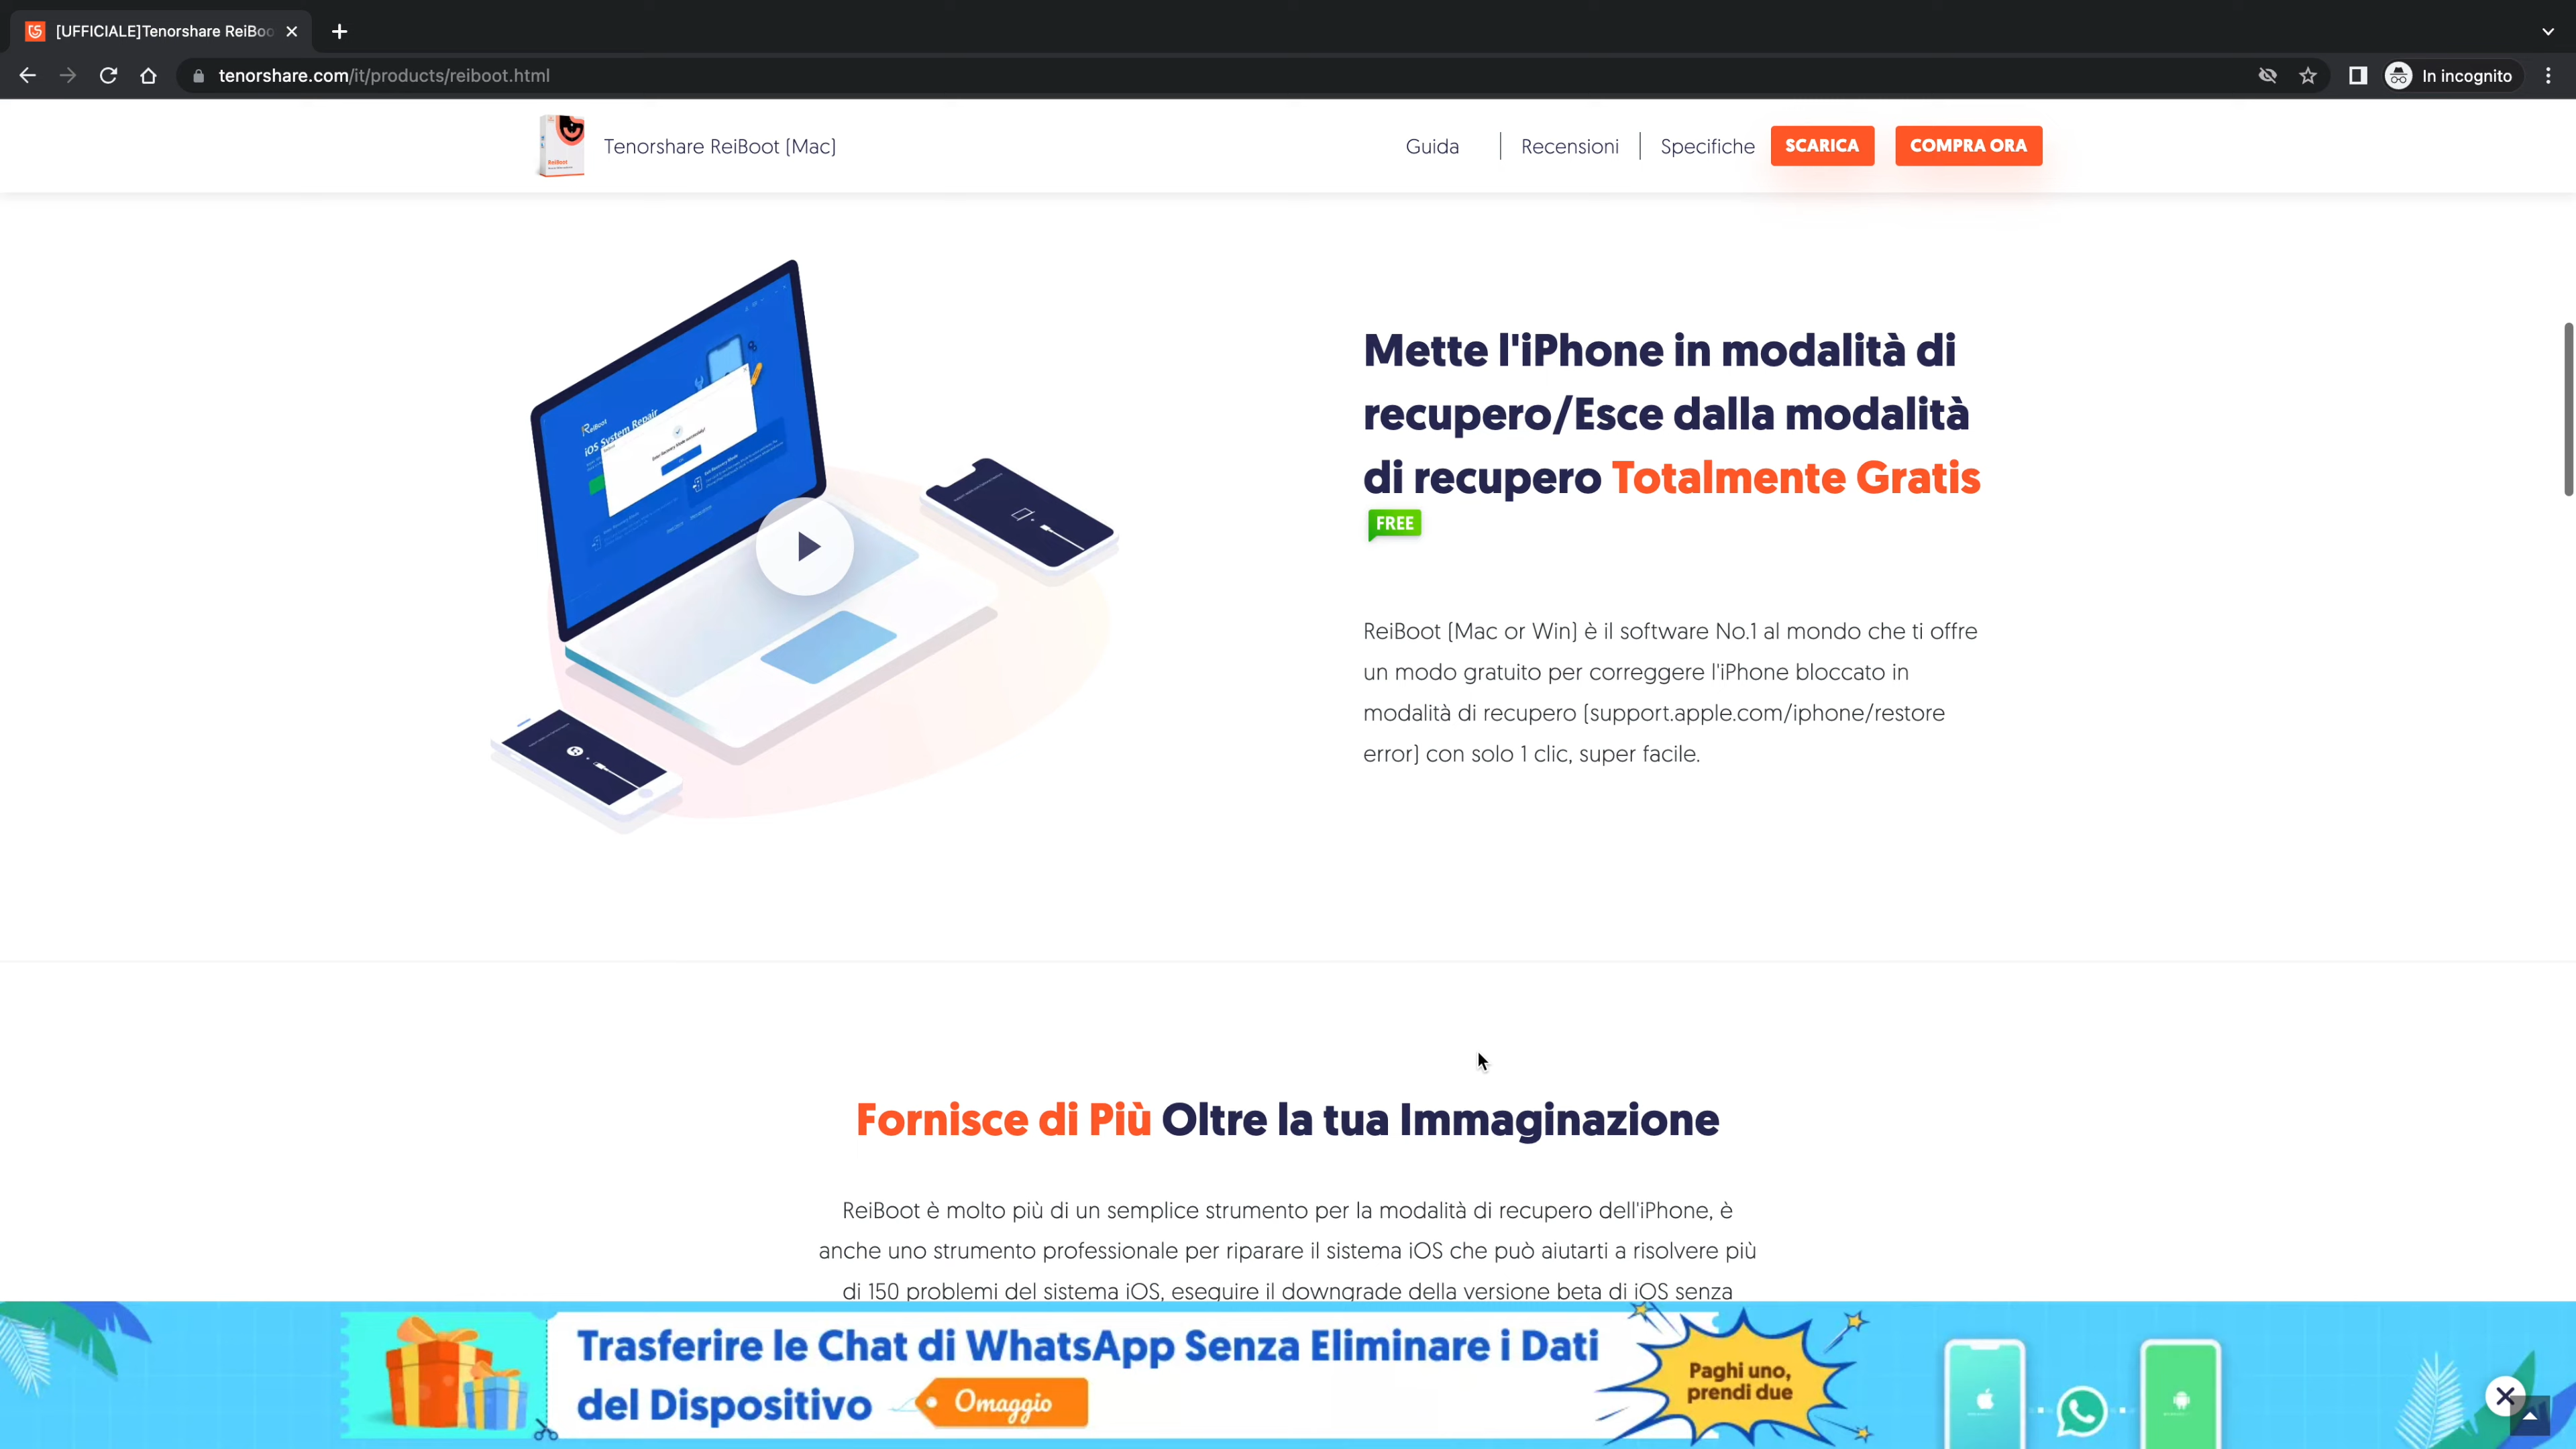 [UFFICIALE]Tenorshare ReiBoo
tenorshare.com/it/products/reiboot.html
In incognito
Tenorshare ReiBoot (Mac)
Guida
Recensioni
Specifiche
SCARICA
COMPRA ORA
ReiBoot
iOS System Repair
Mette l'iPhone in modalità di
recupero/Esce dalla modalità
di recupero Totalmente Gratis
FREE
ReiBoot (Mac or Win) è il software No.1 al mondo che ti offre
un modo gratuito per correggere l'iPhone bloccato in
modalità di recupero (support.apple.com/iphone/restore
error) con solo 1 clic, super facile.
Fornisce di Più Oltre la tua Immaginazione
ReiBoot è molto più di un semplice strumento per la modalità di recupero dell'iPhone, è
anche uno strumento professionale per riparare il sistema iOS che può aiutarti a risolvere più
di 150 problemi del sistema iOS, eseguire il downgrade della versione beta di iOS senza
Trasferire le Chat di WhatsApp Senza Eliminare i Dati
del Dispositivo
Omaggio
Paghi uno,
prendi due